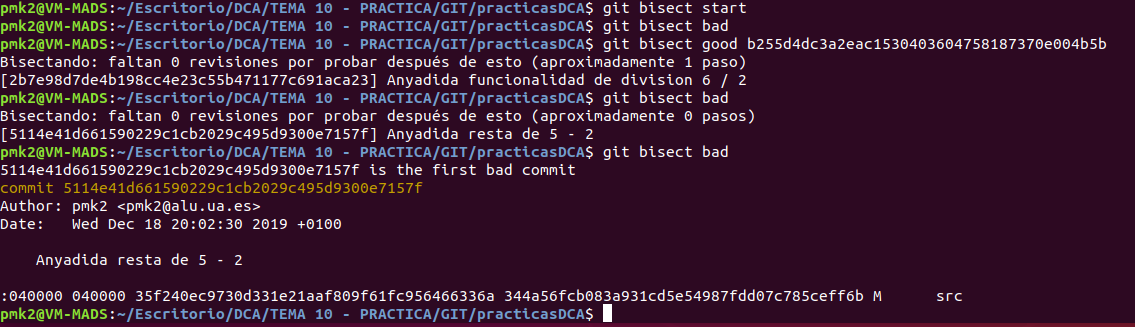 pmk2@VM-MADS:~/Escritorio/DCA/TEMA 10 - PRACTICA/GIT/practicasDCA$ git bisect start
pmk2@VM-MADS:~/Escritorio/DCA/TEMA 10 - PRACTICA/GIT/practicasDCA$ git bisect bad
pmk2@VM-MADS:~/Escritorio/DCA/TEMA 10 - PRACTICA/GIT/practicasDCA$ git bisect good b255d4dc3a2eac1530403604758187370e004b5b
Bisectando: faltan 0 revisiones por probar después de esto (aproximadamente 1 paso)
[2b7e98d7de4b198cc4e23c55b471177c691aca23] Anyadida funcionalidad de division 6 / 2
pmk2@VM-MADS:~/Escritorio/DCA/TEMA 10 - PRACTICA/GIT/practicasDCA$ git bisect bad
Bisectando: faltan 0 revisiones por probar después de esto (aproximadamente 0 pasos)
[5114e41d661590229c1cb2029c495d9300e7157f] Anyadida resta de 5 - 2
pmk2@VM-MADS:~/Escritorio/DCA/TEMA 10 - PRACTICA/GIT/practicasDCA$ git bisect bad
5114e41d661590229c1cb2029c495d9300e7157f is the first bad commit
commit 5114e41d661590229c1cb2029c495d9300e7157f
Author: pmk2 <pmk2@alu.ua.es>
Date:   Wed Dec 18 20:02:30 2019 +0100
    Anyadida resta de 5 - 2
:040000 040000 35f240ec9730d331e21aaf809f61fc956466336a 344a56fcb083a931cd5e54987fdd07c785ceff6b M	src
pmk2@VM-MADS:~/Escritorio/DCA/TEMA 10 - PRACTICA/GIT/practicasDCA$